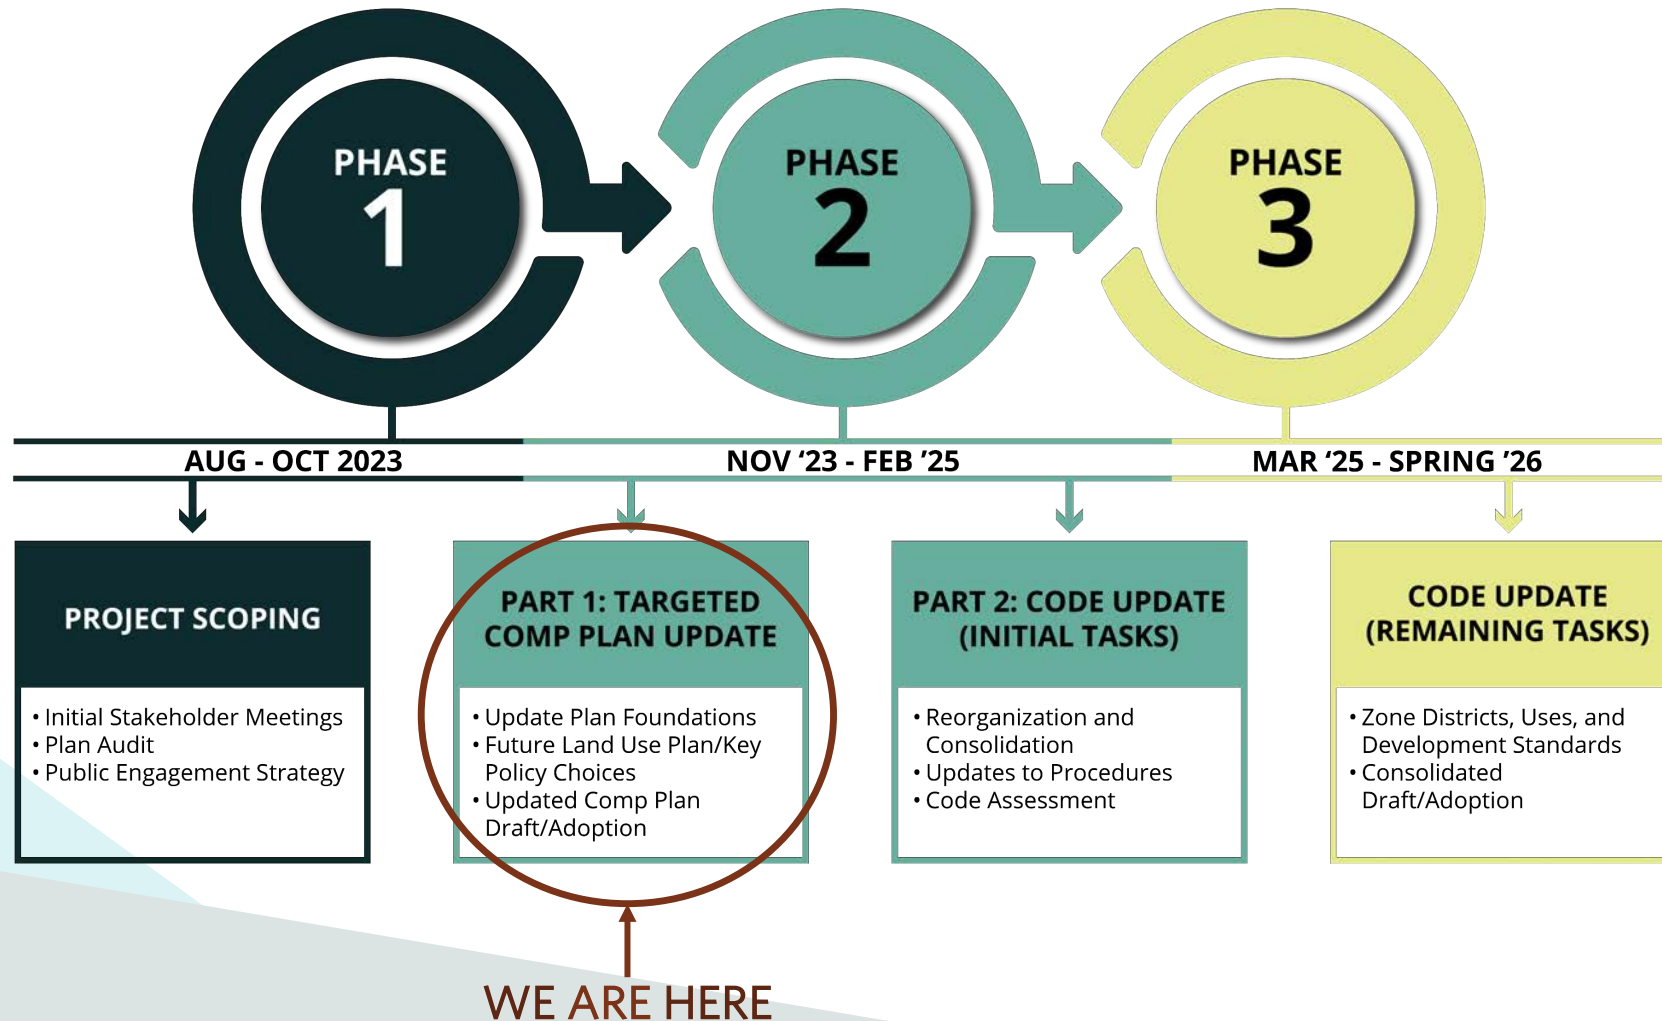 PHASE
1
PHASE
2
PHASE
3
AUG - OCT 2023
NOV ‘23 - FEB ’25
MAR ‘25 - SPRING ’26
PROJECT SCOPING
• Initial Stakeholder Meetings
• Plan Audit
• Public Engagement Strategy
PART 1: TARGETED
COMP PLAN UPDATE
• Update Plan Foundations
• Future Land Use Plan/Key
Policy Choices
• Updated Comp Plan
Draft/Adoption
PART 2: CODE UPDATE
(INITIAL TASKS)
• Reorganization and
Consolidation
• Updates to Procedures
• Code Assessment
CODE UPDATE
(REMAINING TASKS)
• Zone Districts, Uses, and
Development Standards
• Consolidated
Draft/Adoption
WE ARE HERE